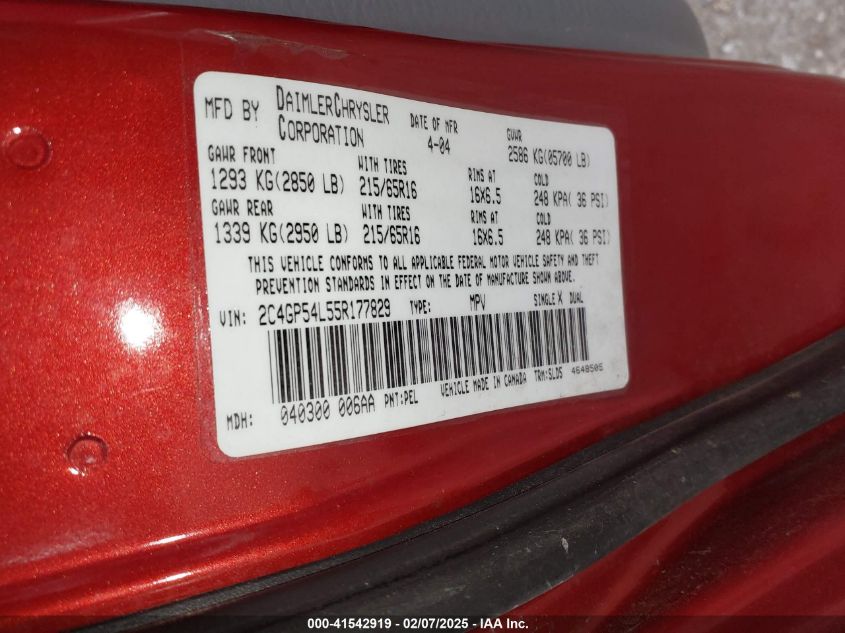 MFD BY DAIMLERCHRYSLER CORPORATION DATE OF MFR 4-04 GVWR 2586 KG(05700 LB)
GAWR FRONT WITH TIRES RIMS AT COLD
1293 KG(2850 LB) 215/65R16 16X6.5 248 KPA( 36 PSI)
GAWR REAR WITH TIRES RIMS AT COLD
1339 KG(2950 LB) 215/65R16 16X6.5 248 KPA( 36 PSI)
THIS VEHICLE CONFORMS TO ALL APPLICABLE FEDERAL MOTOR VEHICLE SAFETY AND THEFT
PREVENTION STANDARDS IN EFFECT ON THE DATE OF MANUFACTURE SHOWN ABOVE.
VIN: 2C4GP54L55R177829 TYPE: MPV SINGLE X DUAL
MDH: 040300 006AA PNT:PEL VEHICLE MADE IN CANADA TRM:SLDS 4648505
000-41542919 - 02/07/2025 - IAA Inc.